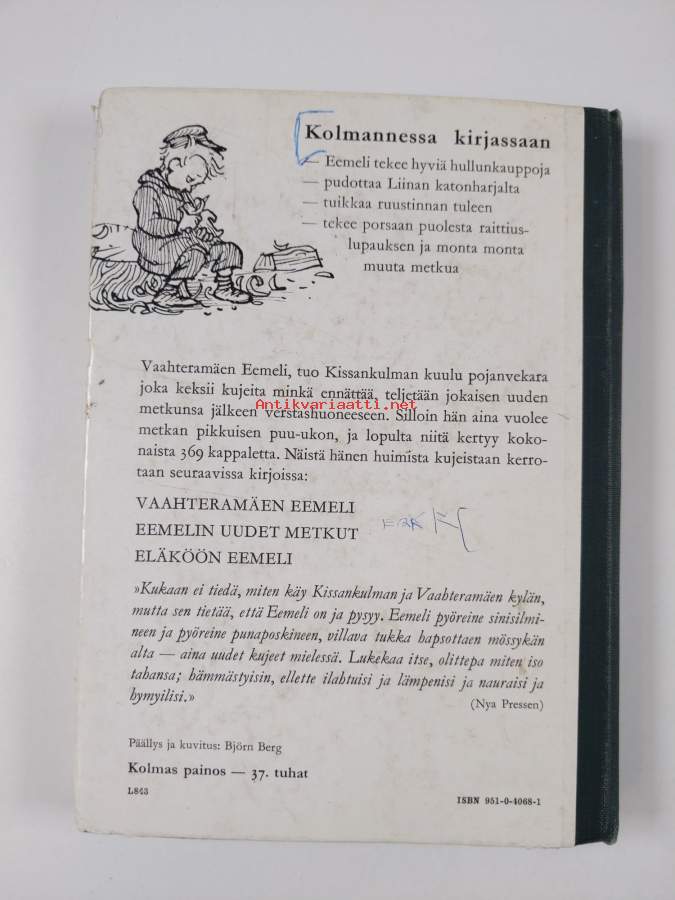 Kolmannessa kirjassaan
— Eemeli tekee hyviä hullunkauppoja
— pudottaa Liinan katonharjalta
— tuikkaa ruustinnan tuleen
— tekee porsaan puolesta raittius-
lupauksen ja monta monta
muuta metkua
Vaahteramäen Eemeli, tuo Kissankulman kuulu pojanvekara
joka keksii kujeita minkä ennättää, teljetään jokaisen uuden
metkunsa jälkeen verstashuoneeseen. Silloin hän aina vuolee
Antikvariaatti.net
metkan pikkuisen puu-ukon, ja lopulta niitä kertyy koko-
naista 369 kappaletta. Näistä hänen huimista kujeistaan kerro-
taan seuraavissa kirjoissa:
VAAHTERAMÄEN EEMELI
EEMELIN UUDET METKUT
ELÄKÖÖN EEMELI
»Kukaan ei tiedä, miten käy Kissankulman ja Vaahteramäen kylän,
mutta sen tietää, että Eemeli on ja pysyy. Eemeli pyöreine sinisilmi-
neen ja pyöreine punaposkineen, villava tukka hapsottaen mössykän
alta — aina uudet kujeet mielessä. Lukekaa itse, olittepa miten iso
tahansa; hämmästyisin, ellette ilahtuisi ja lämpenisi ja nauraisi ja
hymyilisi.»
(Nya Pressen)
Päällys ja kuvitus: Björn Berg
Kolmas painos — 37. tuhat
L843
ISBN 951-0-4068-1